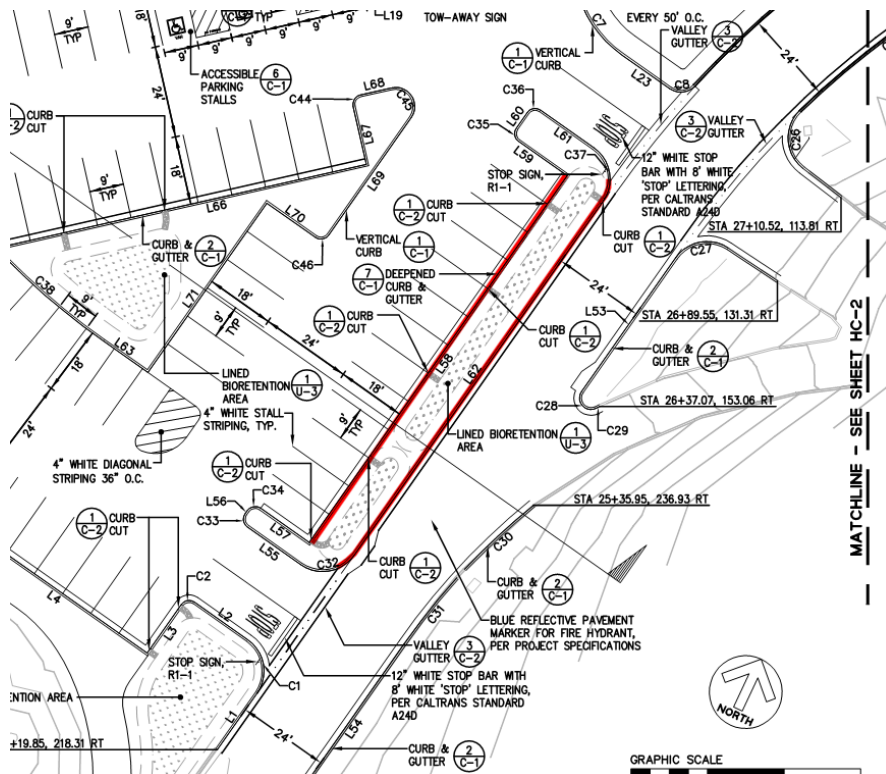 L19
TOW-AWAY SIGN
EVERY 50' O.C.
18'
9'
TYP
9'
9'
9'
9'
9'
9'
C7
VALLEY
GUTTER
3
C-2
1
C-1
VERTICAL
CURB
24'
24'
ACCESSIBLE
PARKING
STALLS
6
C-1
L68
C44
C45
C36
L23
C8
1
C-2
CURB
CUT
L60
C35
L61
3
C-2
VALLEY
GUTTER
C26
L67
18'
L59
C37
12" WHITE STOP
BAR WITH 8' WHITE
'STOP' LETTERING,
PER CALTRANS
STANDARD A24D
STOP SIGN,
R1-1
STOP
L69
9'
TYP
L66
L70
1
C-2
CURB
CUT
STA 27+10.52, 113.81 RT
CURB &
GUTTER
2
C-1
VERTICAL
CURB
1
C-1
CURB
CUT
1
C-2
C27
C46
7
C-1
DEEPENED
CURB &
GUTTER
24'
C38
9'
TYP
L71
18'
9'
TYP
L53
STA 26+89.55, 131.31 RT
1
C-2
CURB
CUT
CURB
CUT
1
C-2
24'
L63
18'
L58
L62
CURB &
GUTTER
2
C-1
18'
LINED
BIORETENTION
AREA
1
U-3
C28
STA 26+37.07, 153.06 RT
C29
4" WHITE STALL
STRIPING, TYP.
9'
TYP
24'
LINED BIORETENTION
AREA
1
U-3
4" WHITE DIAGONAL
STRIPING 36" O.C.
1
C-2
CURB
CUT
MATCHLINE - SEE SHEET HC-2
L56
C34
STA 25+35.95, 236.93 RT
C33
L57
1
C-2
CURB
CUT
L55
C30
C32
CURB
CUT
1
C-2
CURB &
GUTTER
2
C-1
C2
L4
L2
STOP
C31
BLUE REFLECTIVE PAVEMENT
MARKER FOR FIRE HYDRANT,
PER PROJECT SPECIFICATIONS
L3
VALLEY
GUTTER
3
C-2
STOP SIGN,
R1-1
12" WHITE STOP BAR WITH
8' WHITE 'STOP' LETTERING,
PER CALTRANS STANDARD
A24D
C1
NTION AREA
L1
NORTH
+19.85, 218.31 RT
24'
L54
CURB &
GUTTER
2
C-1
GRAPHIC SCALE